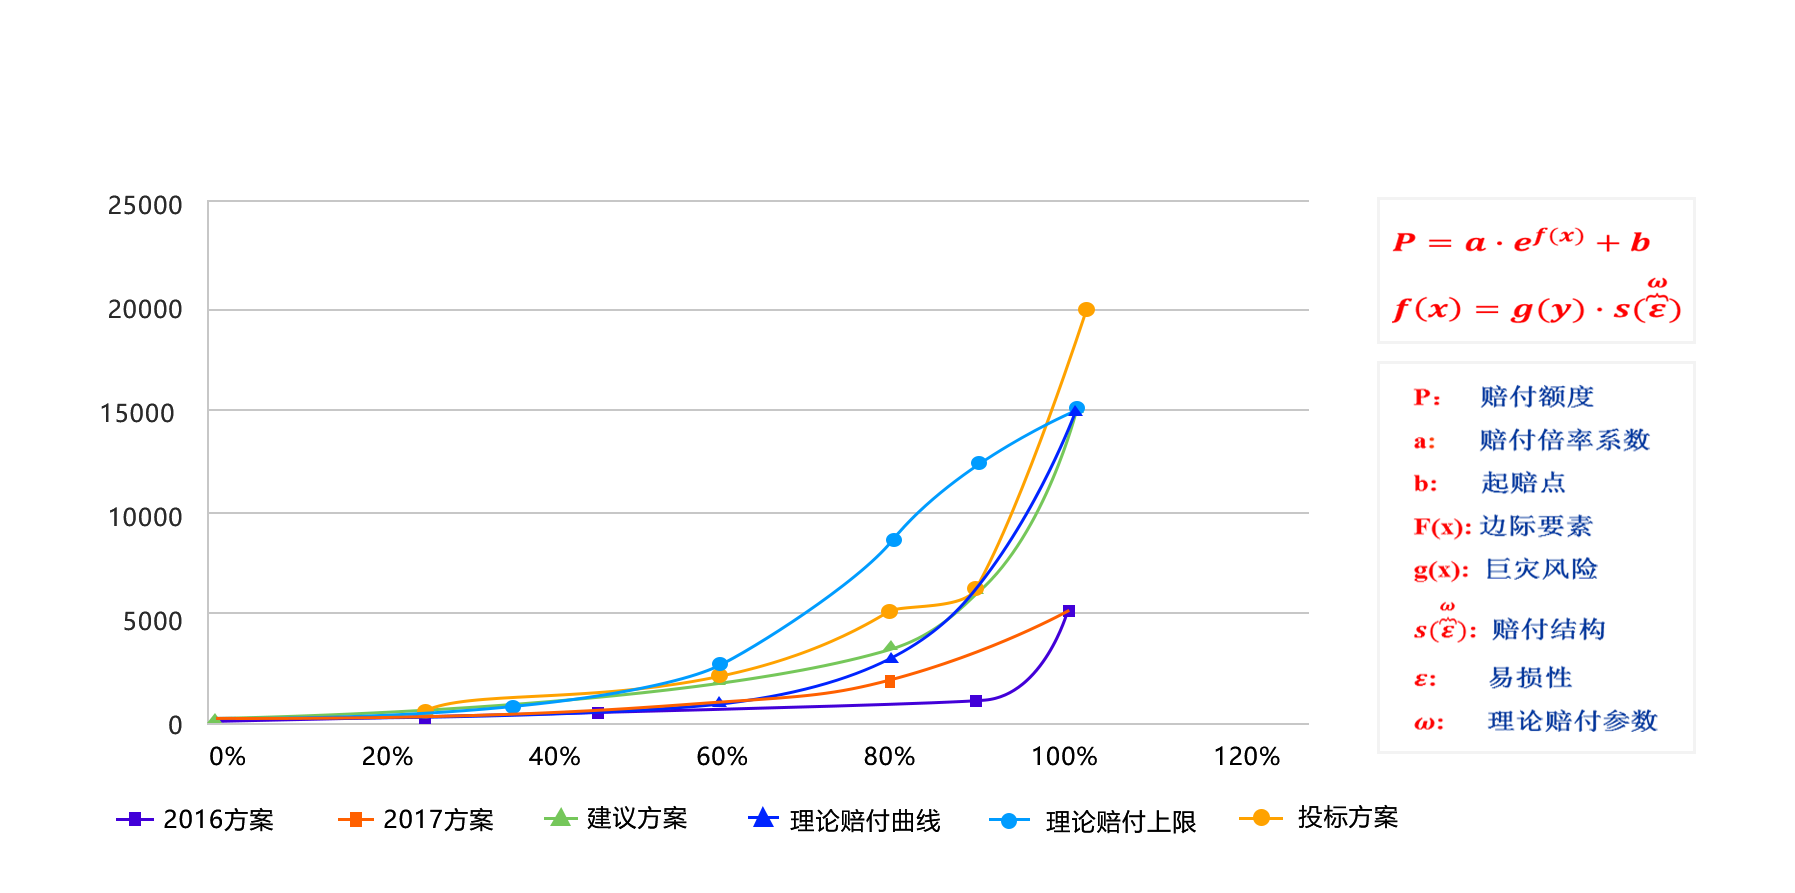 25000
20000
15000
10000
5000
0
0% 20% 40% 60% 80% 100% 120%
2016方案 2017方案 建议方案 理论赔付曲线 理论赔付上限 投标方案
P = a · e^{f(x)} + b
f(x) = g(y) · s(\overbrace{ε}^{ω})
P: 赔付额度
a: 赔付倍率系数
b: 起赔点
F(x): 边际要素
g(x): 巨灾风险
s(\overbrace{ε}^{ω}): 赔付结构
ε: 易损性
ω: 理论赔付参数